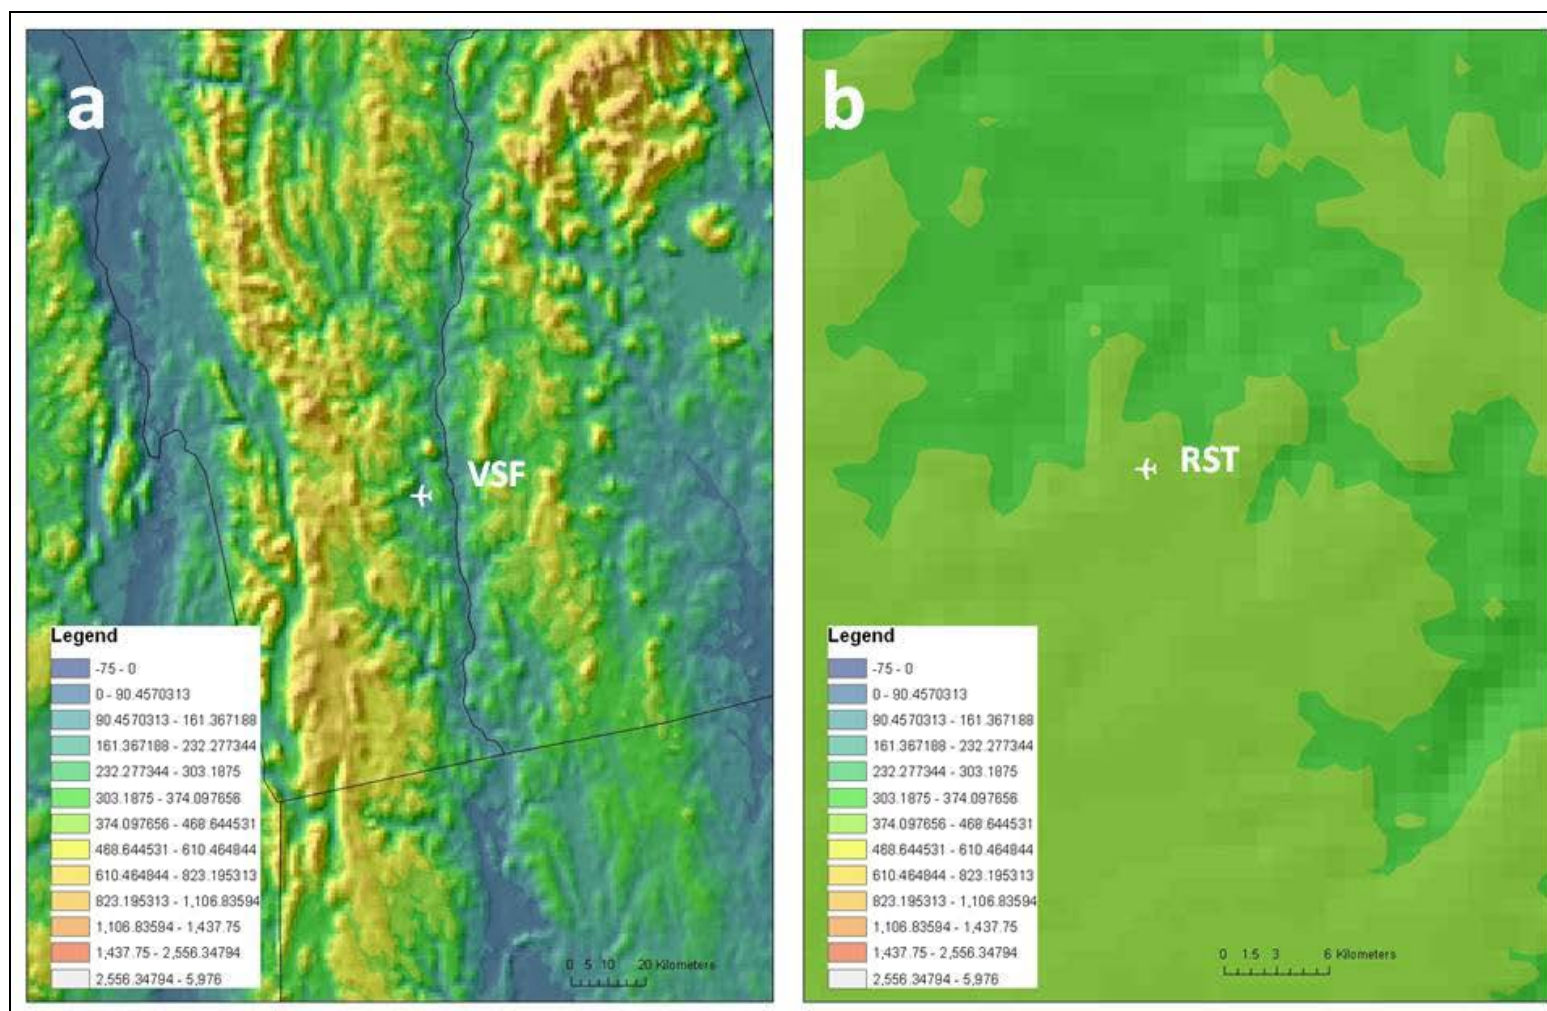 a
VSF
Legend
-75 - 0
0 - 90.4570313
90.4570313 - 161.367188
161.367188 - 232.277344
232.277344 - 303.1875
303.1875 - 374.097656
374.097656 - 468.644531
468.644531 - 610.464844
610.464844 - 823.195313
823.195313 - 1,106.83594
1,106.83594 - 1,437.75
1,437.75 - 2,556.34794
2,556.34794 - 5,976
0 5 10 20 Kilometers
b
RST
Legend
-75 - 0
0 - 90.4570313
90.4570313 - 161.367188
161.367188 - 232.277344
232.277344 - 303.1875
303.1875 - 374.097656
374.097656 - 468.644531
468.644531 - 610.464844
610.464844 - 823.195313
823.195313 - 1,106.83594
1,106.83594 - 1,437.75
1,437.75 - 2,556.34794
2,556.34794 - 5,976
0 1.5 3 6 Kilometers